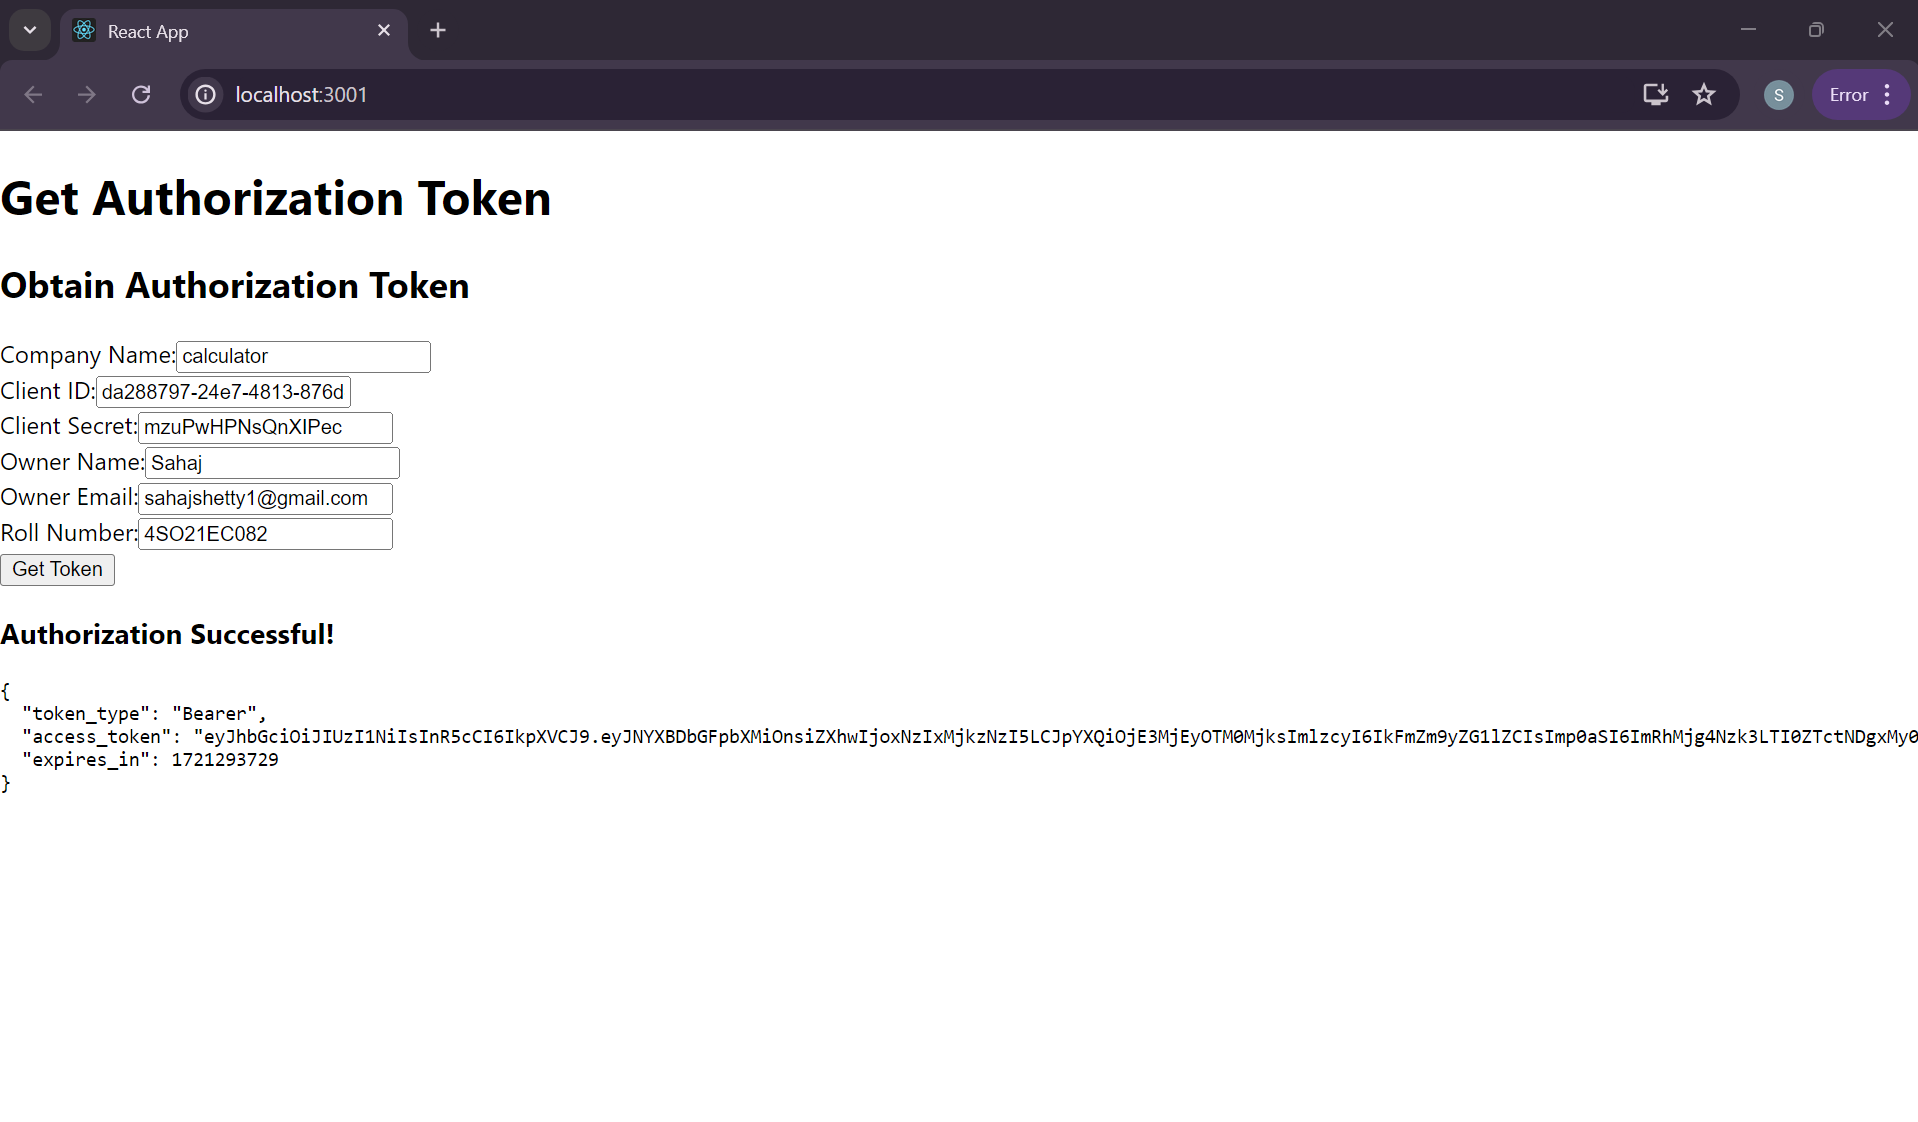 React App
localhost:3001
S
Error
Get Authorization Token
Obtain Authorization Token
Company Name: calculator
Client ID: da288797-24e7-4813-876d
Client Secret: mzuPwHPNsQnXIPec
Owner Name: Sahaj
Owner Email: sahajshetty1@gmail.com
Roll Number: 4SO21EC082
Get Token
Authorization Successful!
{
"token_type": "Bearer",
"access_token": "eyJhbGciOiJIUzI1NiIsInR5cCI6IkpXVCJ9.eyJNYXBDbGFpbXMiOnsiZXhwIjoxNzIxMjkzNzI5LCJpYXQiOjE3MjEyOTM0MjksImlzcyI6IkFmZm9yZG1lZCIsImp0aSI6ImRhMjg4Nzk3LTI0ZTctNDgxMy0
"expires_in": 1721293729
}